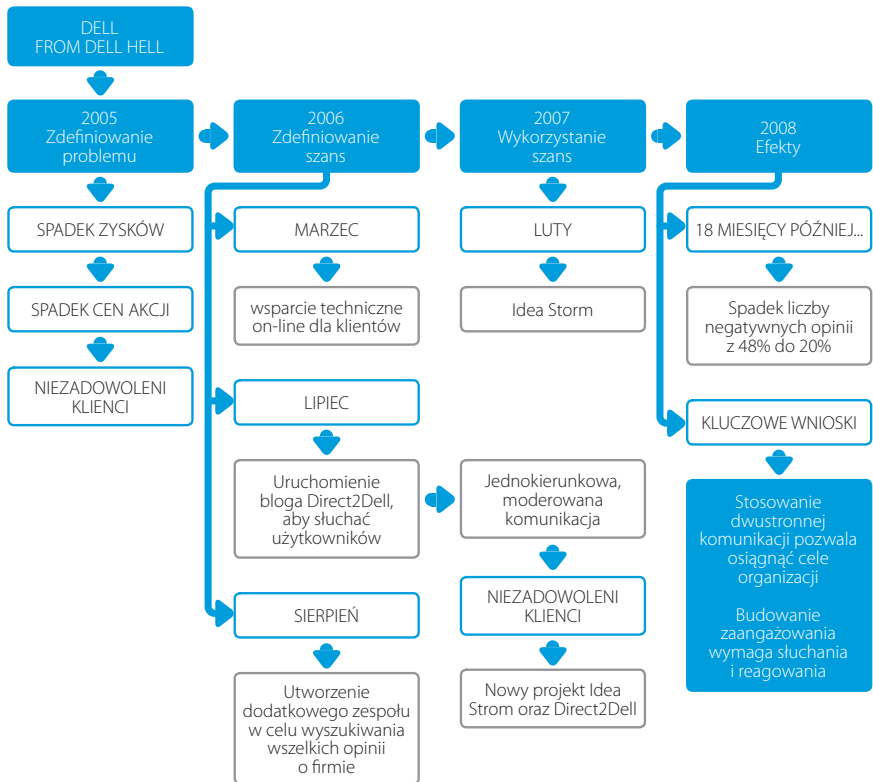 DELL
FROM DELL HELL
2005
Zdefiniowanie
problemu
2006
Zdefiniowanie
szans
2007
Wykorzystanie
szans
2008
Efekty
SPADEK ZYSKÓW
SPADEK CEN AKCJI
NIEZADOWOLENI
KLIENCI
MARZEC
wsparcie techniczne
on-line dla klientów
LIPIEC
Uruchomienie
bloga Direct2Dell,
aby słuchać
użytkowników
SIERPIEŃ
Utworzenie
dodatkowego zespołu
w celu wyszukiwania
wszelkich opinii
o firmie
LUTY
Idea Storm
Jednokierunkowa,
moderowana
komunikacja
NIEZADOWOLENI
KLIENCI
Nowy projekt Idea
Strom oraz Direct2Dell
18 MIESIĘCY PÓŹNIEJ...
Spadek liczby
negatywnych opinii
z 48% do 20%
KLUCZOWE WNIOSKI
Stosowanie
dwustronnej
komunikacji pozwala
osiągnąć cele
organizacji
Budowanie
zaangażowania
wymaga słuchania
i reagowania